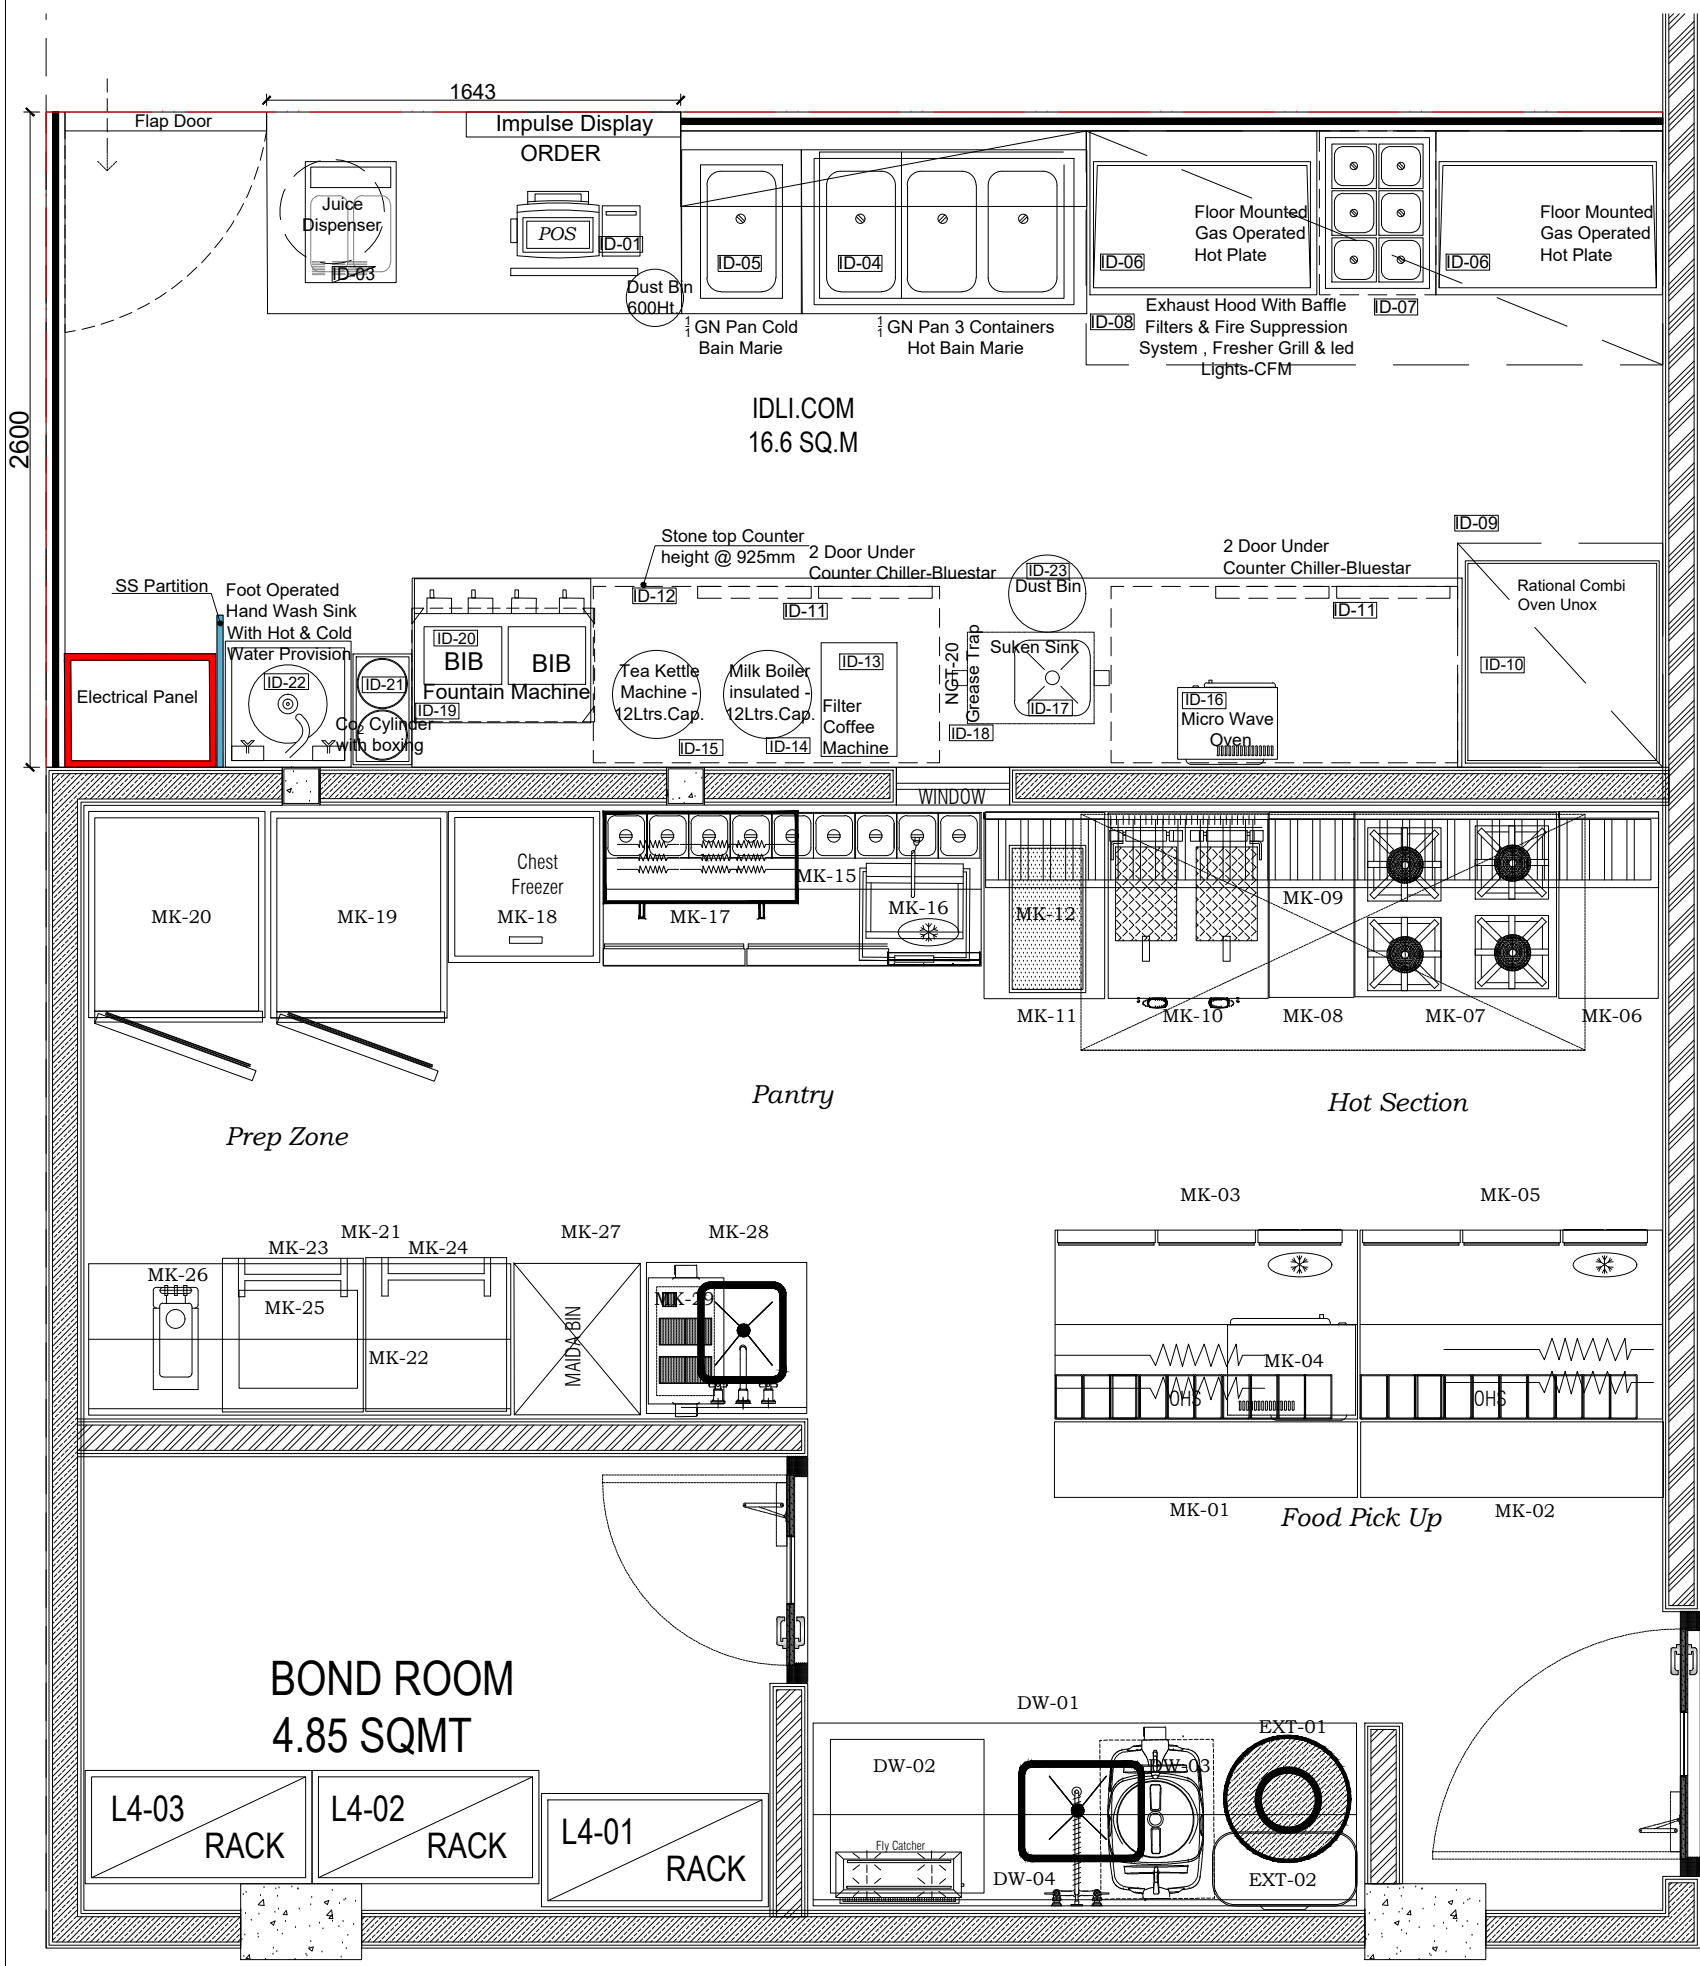 1643
Flap Door
Impulse Display
ORDER
Juice
Dispenser
ID-03
POS
ID-01
Dust Bin
600Ht.
ID-05
ID-04
1/1 GN Pan Cold
Bain Marie
1/1 GN Pan 3 Containers
Hot Bain Marie
Floor Mounted
Gas Operated
Hot Plate
ID-06
Floor Mounted
Gas Operated
Hot Plate
ID-06
ID-07
ID-08
Exhaust Hood With Baffle
Filters & Fire Suppression
System , Fresher Grill & led
Lights-CFM
2600
IDLI.COM
16.6 SQ.M
SS Partition
Electrical Panel
Foot Operated
Hand Wash Sink
With Hot & Cold
Water Provision
ID-22
ID-21
Co2 Cylinder
with boxing
ID-20
BIB
BIB
Fountain Machine
ID-19
Stone top Counter
height @ 925mm
ID-12
2 Door Under
Counter Chiller-Bluestar
ID-11
Tea Kettle
Machine -
12Ltrs.Cap.
ID-15
Milk Boiler
insulated -
12Ltrs.Cap.
ID-14
ID-13
Filter
Coffee
Machine
NGT-20
Grease Trap
ID-18
ID-23
Dust Bin
Suken Sink
ID-17
2 Door Under
Counter Chiller-Bluestar
ID-11
ID-16
Micro Wave
Oven
ID-09
Rational Combi
Oven Unox
ID-10
WINDOW
MK-20
MK-19
Chest
Freezer
MK-18
MK-17
MK-15
MK-16
MK-12
MK-11
MK-10
MK-09
MK-08
MK-07
MK-06
Prep Zone
Pantry
Hot Section
MK-21
MK-23
MK-24
MK-26
MK-25
MK-22
MK-27
MAIDA BIN
MK-28
MK-29
MK-03
MK-05
MK-04
OHS
OHS
MK-01
MK-02
Food Pick Up
BOND ROOM
4.85 SQMT
L4-03
RACK
L4-02
RACK
L4-01
RACK
DW-01
DW-02
Fly Catcher
DW-03
DW-04
EXT-01
EXT-02